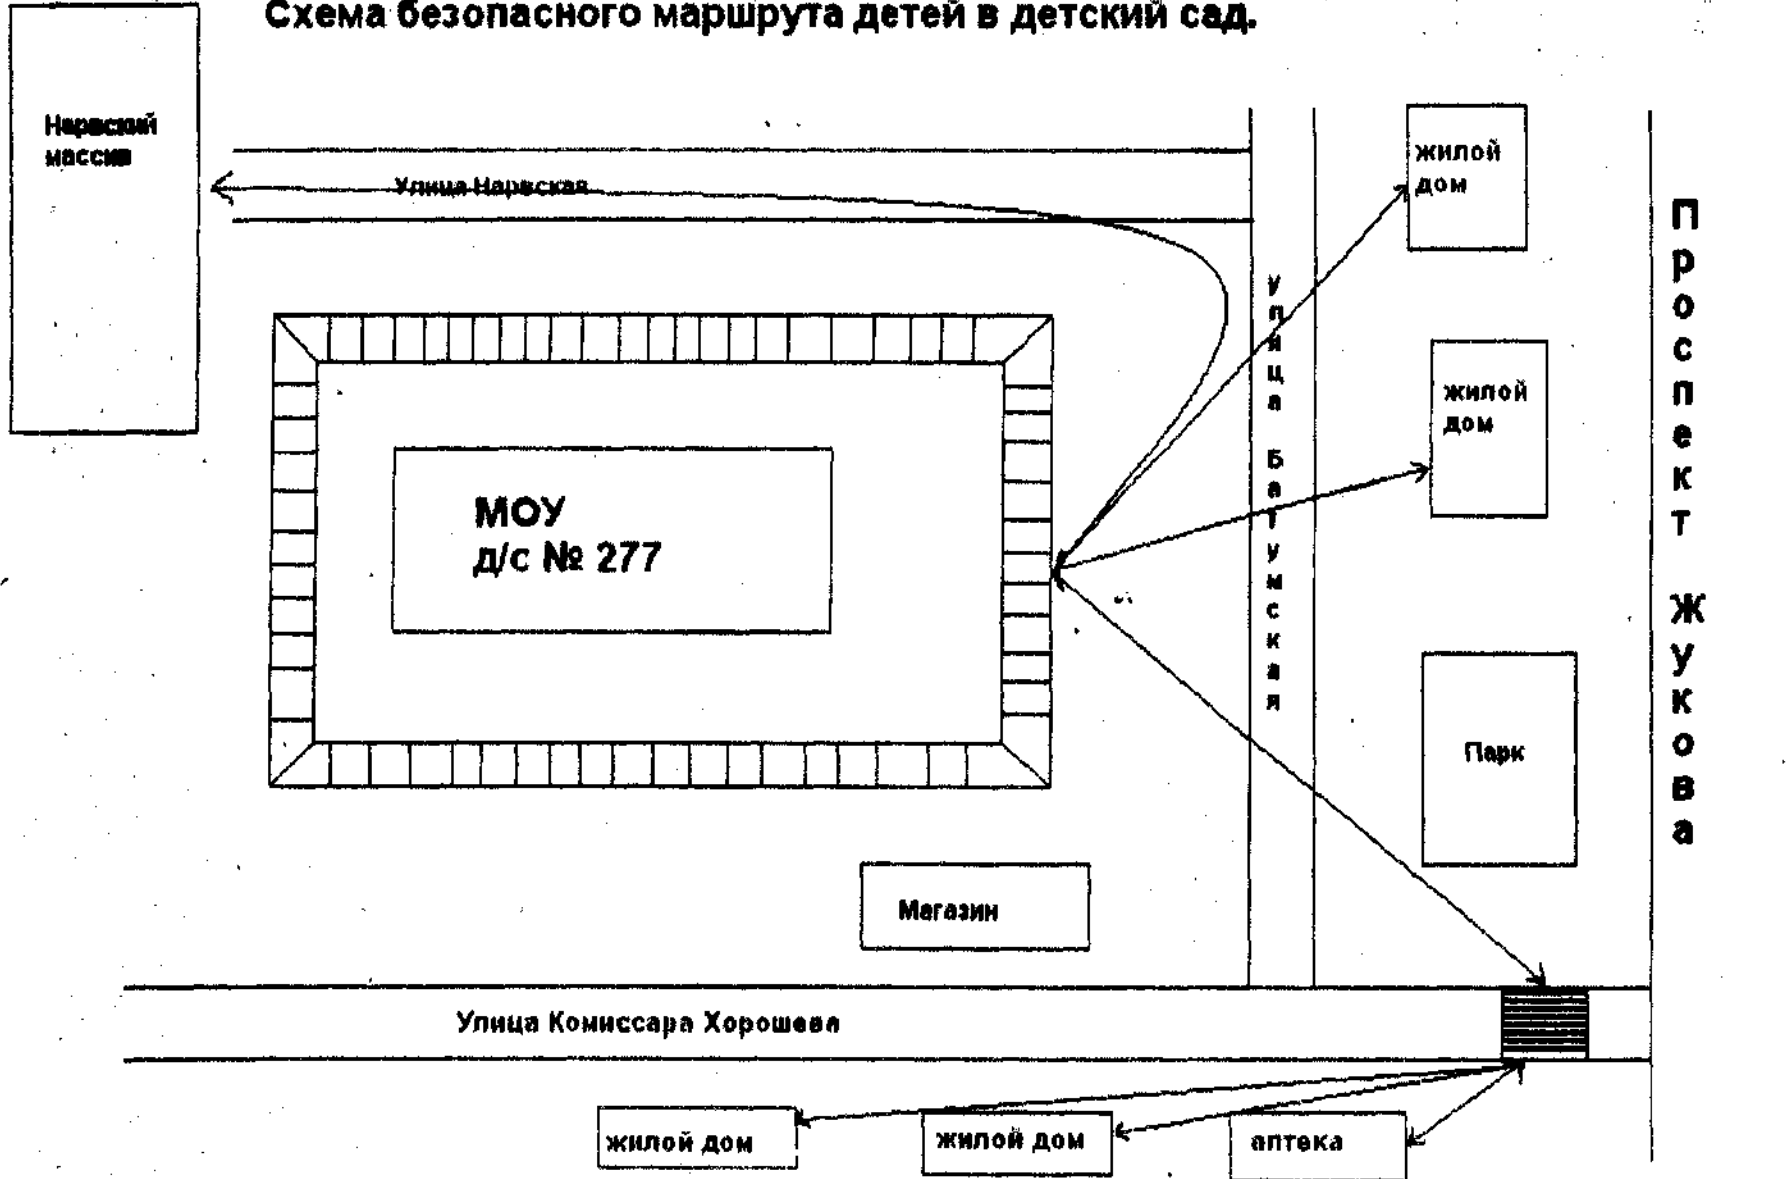 Схема безопасного маршрута детей в детский сад.
Нарвский
массив
Улица Нарвская
жилой
дом
Улица Батумская
жилой
дом
Проспект Жукова
МОУ
д/с № 277
Парк
Магазин
Улица Комиссара Хорошева
жилой дом
жилой дом
аптека